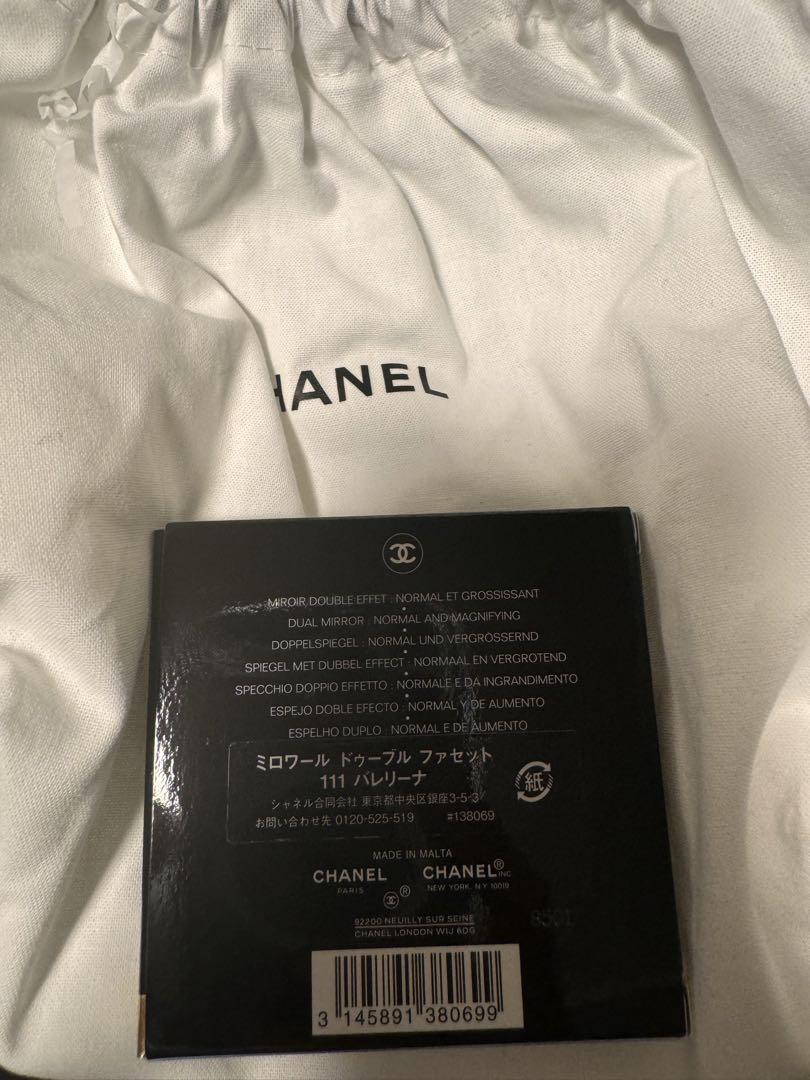 HANEL
MIROIR DOUBLE EFFET : NORMAL ET GROSSISSANT
DUAL MIRROR : NORMAL AND MAGNIFYING
DOPPELSPIEGEL : NORMAL UND VERGRÖSSERND
SPIEGEL MET DUBBEL EFFECT : NORMAAL EN VERGROTEND
SPECCHIO DOPPIO EFFETTO : NORMALE E DA INGRANDIMENTO
ESPEJO DOBLE EFECTO : NORMAL Y DE AUMENTO
ESPELHO DUPLO : NORMAL E DE AUMENTO
ミロワール ドゥーブル ファセット
111 バレリーナ
紙
シャネル合同会社 東京都中央区銀座3-5-3
お問い合わせ先 0120-525-519 #138069
MADE IN MALTA
CHANEL CHANEL® INC
PARIS NEW YORK, N.Y. 10019
®
92200 NEUILLY SUR SEINE
CHANEL LONDON W1J 6DG
8501
3 145891 380699